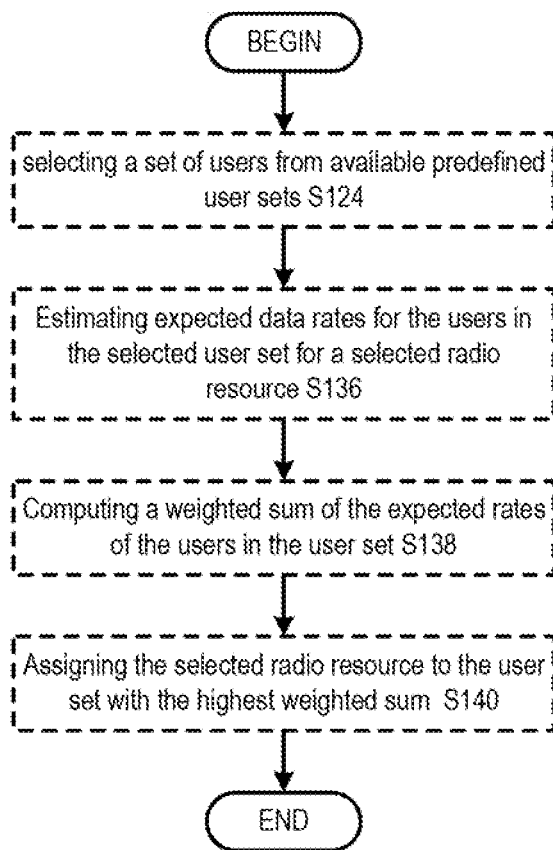 BEGIN
selecting a set of users from available predefined
user sets S124
Estimating expected data rates for the users in
the selected user set for a selected radio
resource S136
Computing a weighted sum of the expected rates
of the users in the user set S138
Assigning the selected radio resource to the user
set with the highest weighted sum S140
END